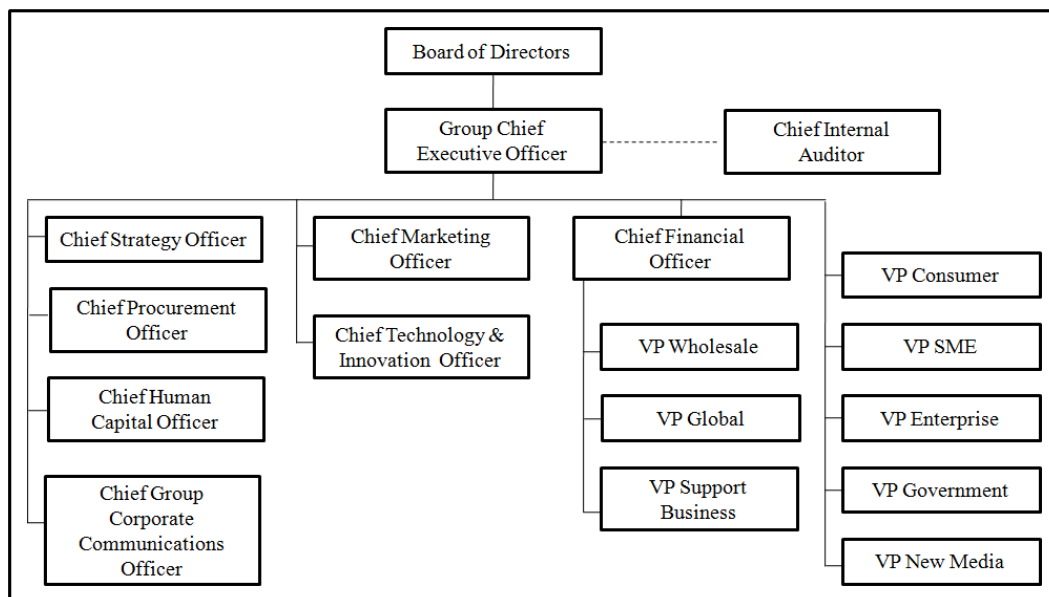 Board of Directors
Group Chief
Executive Officer
Chief Internal
Auditor
Chief Strategy Officer
Chief Procurement
Officer
Chief Human
Capital Officer
Chief Group
Corporate
Communications
Officer
Chief Marketing
Officer
Chief Technology &
Innovation Officer
Chief Financial
Officer
VP Wholesale
VP Global
VP Support
Business
VP Consumer
VP SME
VP Enterprise
VP Government
VP New Media